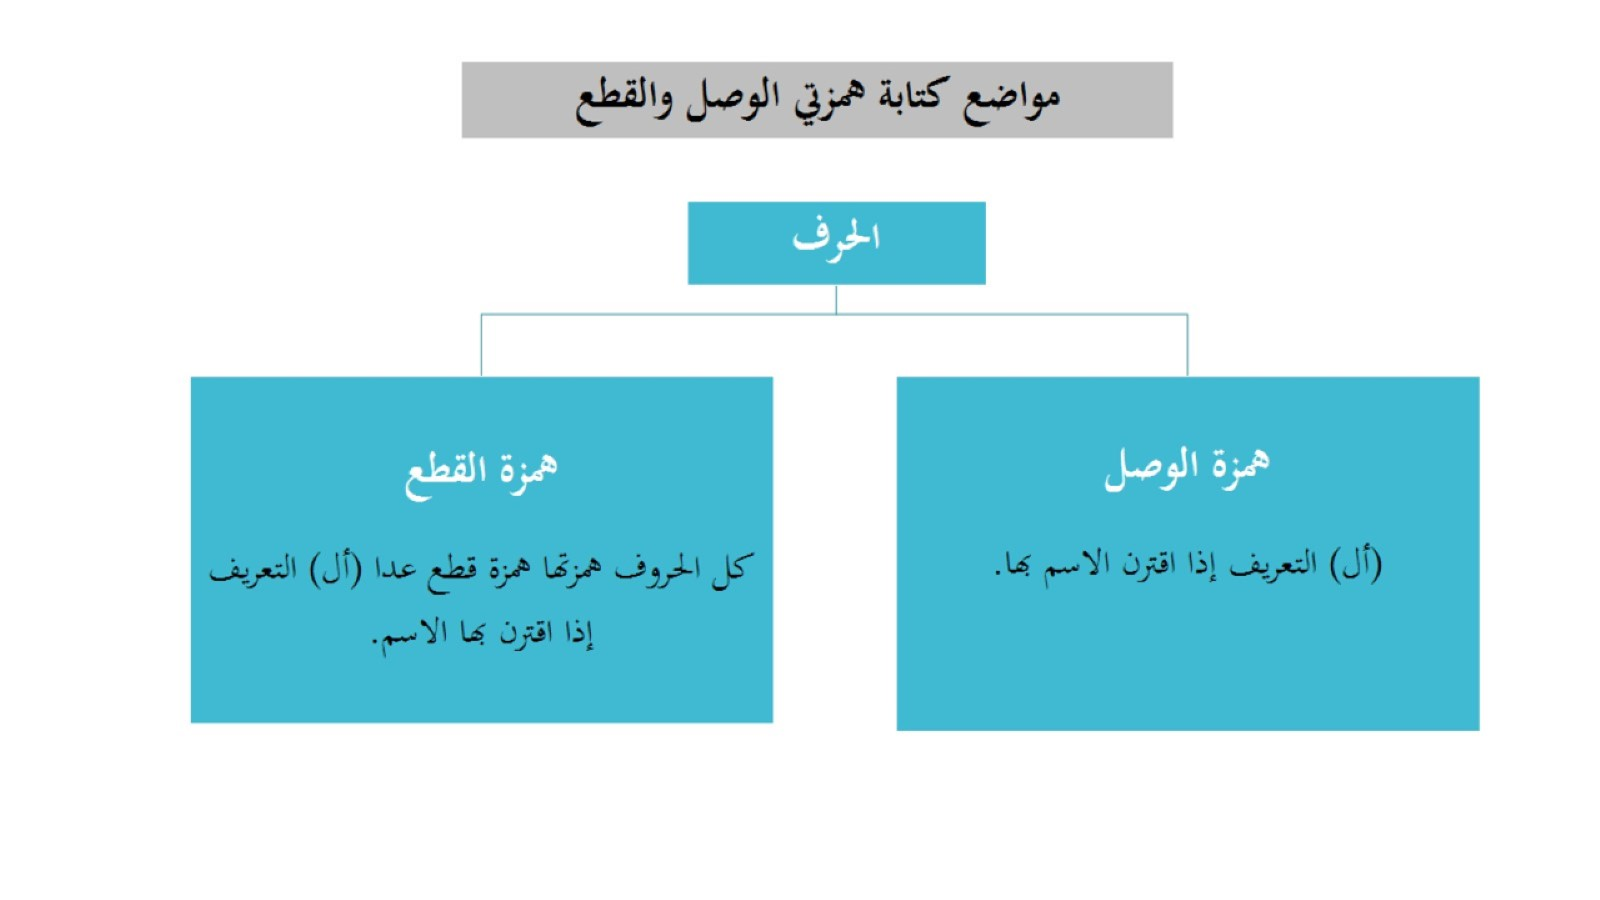 مواضع كتابة همزتي الوصل والقطع
الحرف
همزة الوصل
(أل) التعريف إذا اقترن الاسم بها.
همزة القطع
كل الحروف همزتها همزة قطع عدا (أل) التعريف
إذا اقترن بها الاسم.